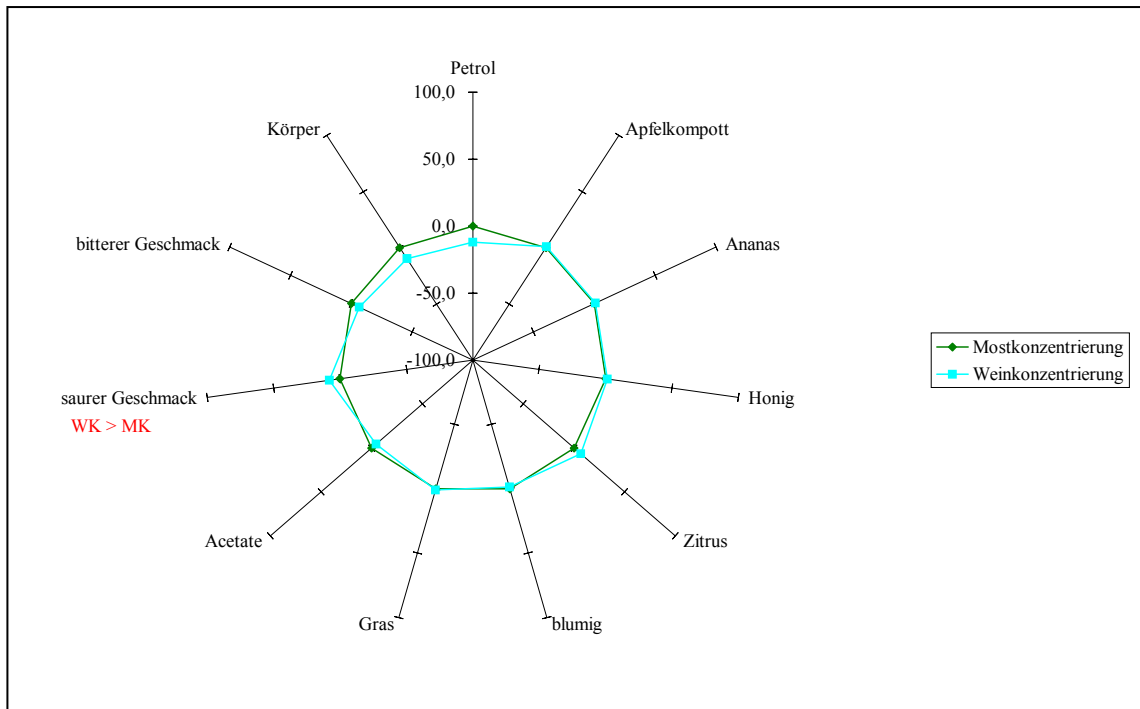 Petrol
100,0
50,0
0,0
-50,0
-100,0
Apfelkompott
Ananas
Honig
Zitrus
blumig
Gras
Acetate
saurer Geschmack
WK > MK
bitterer Geschmack
Körper
Mostkonzentrierung
Weinkonzentrierung